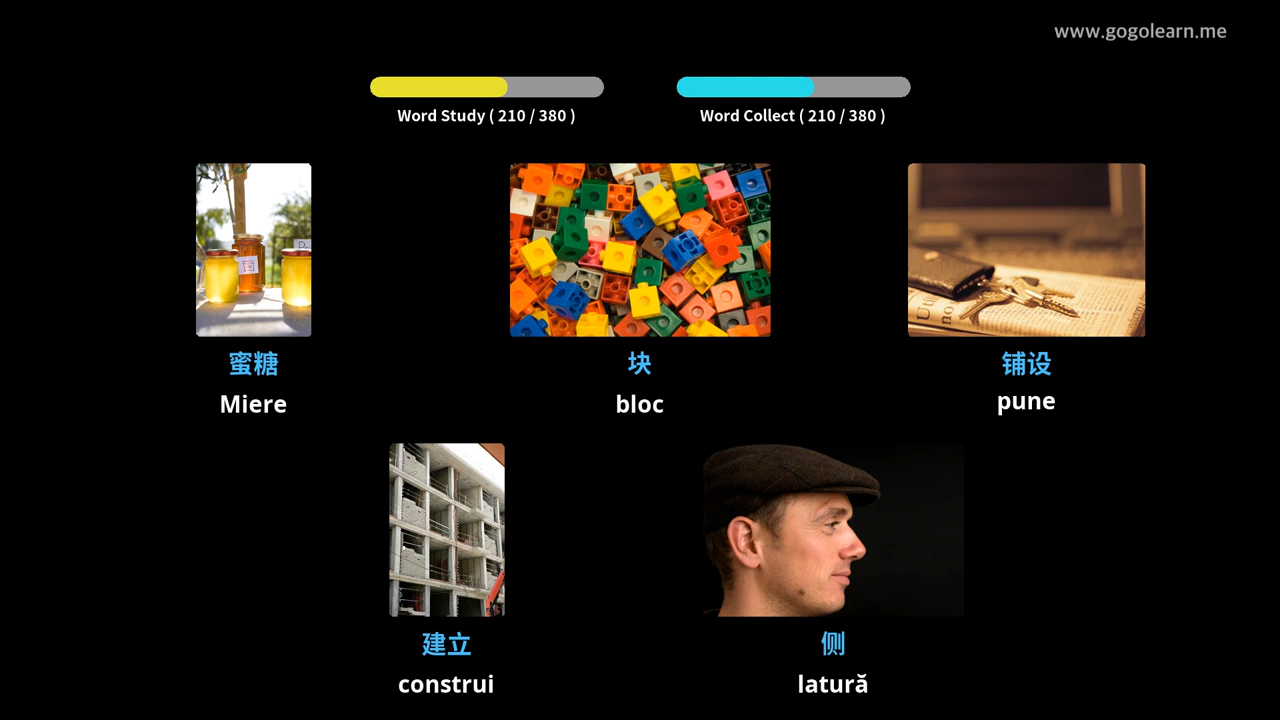 www.gogolearn.me
Word Study ( 210 / 380 )
Word Collect ( 210 / 380 )
蜜糖
块
铺设
Miere
bloc
pune
建立
侧
construi
latură